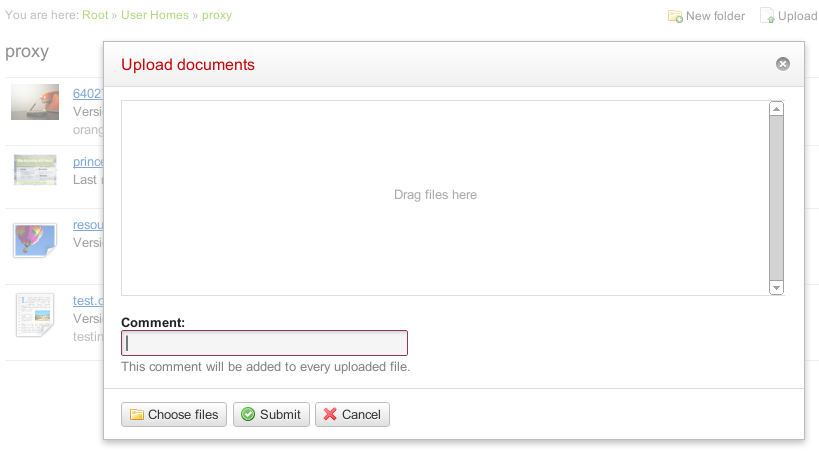 You are here: Root » User Homes » proxy
New folder
Upload
proxy
Upload documents
64027
Versi
orang
Drag files here
princ
Last
resou
Versi
test.c
Versi
testin
Comment:
This comment will be added to every uploaded file.
Choose files
Submit
Cancel